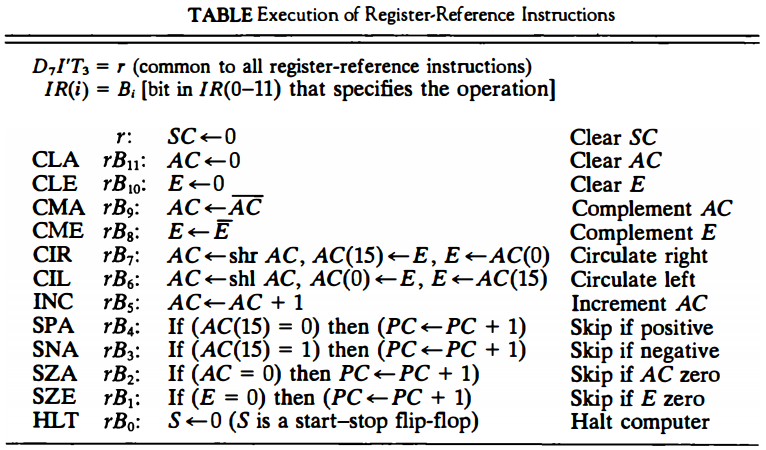 TABLE Execution of Register-Reference Instructions
D₇I'T₃ = r (common to all register-reference instructions)
IR(i) = Bᵢ [bit in IR(0–11) that specifies the operation]
r: SC←0 Clear SC
CLA rB₁₁: AC←0 Clear AC
CLE rB₁₀: E←0 Clear E
CMA rB₉: AC←A̅C̅ Complement AC
CME rB₈: E←E̅ Complement E
CIR rB₇: AC←shr AC, AC(15)←E, E←AC(0) Circulate right
CIL rB₆: AC←shl AC, AC(0)←E, E←AC(15) Circulate left
INC rB₅: AC←AC + 1 Increment AC
SPA rB₄: If (AC(15) = 0) then (PC←PC + 1) Skip if positive
SNA rB₃: If (AC(15) = 1) then (PC←PC + 1) Skip if negative
SZA rB₂: If (AC = 0) then PC←PC + 1) Skip if AC zero
SZE rB₁: If (E = 0) then (PC←PC + 1) Skip if E zero
HLT rB₀: S←0 (S is a start–stop flip-flop) Halt computer